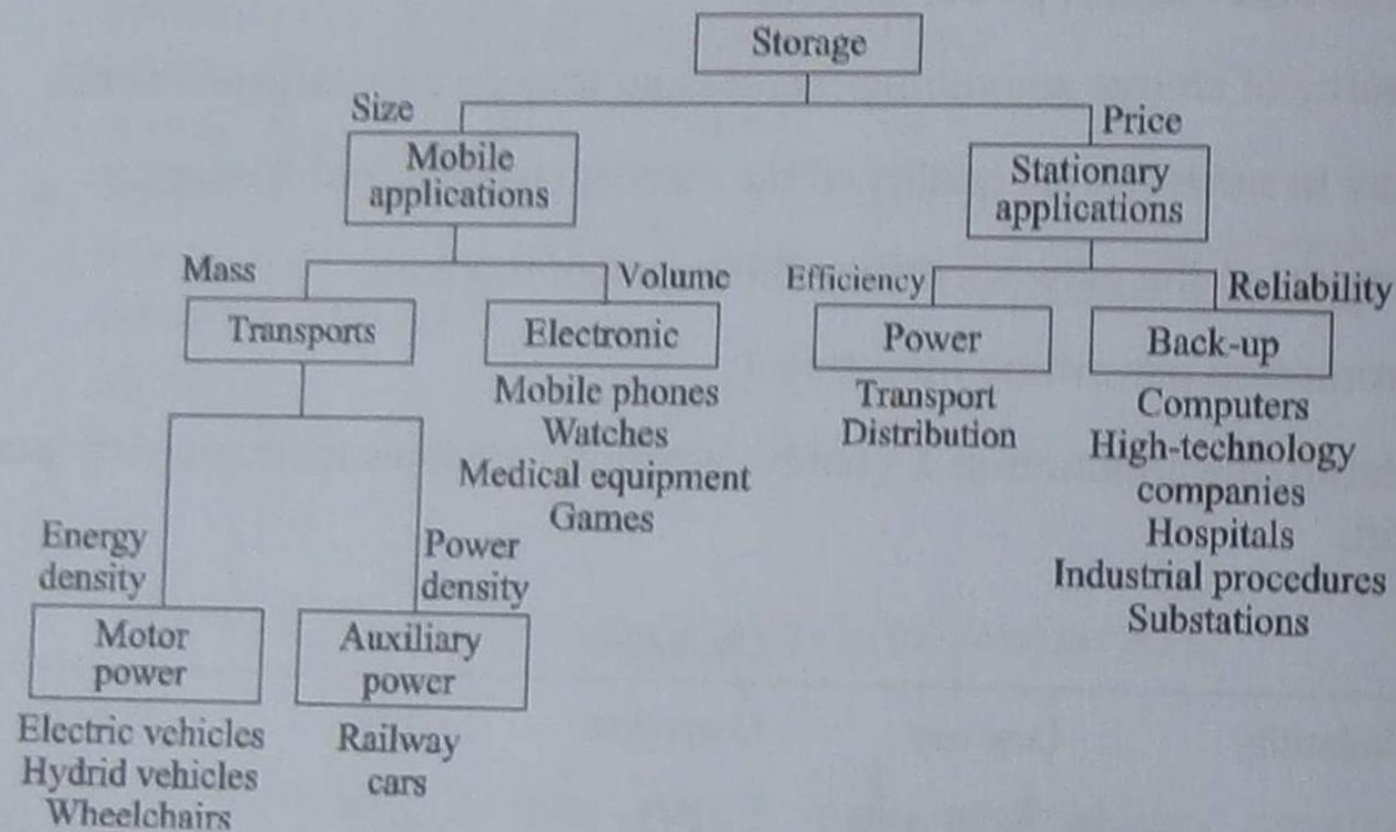 Storage
Size
Price
Mobile
applications
Stationary
applications
Mass
Volume
Efficiency
Reliability
Transports
Electronic
Power
Back-up
Mobile phones
Watches
Medical equipment
Games
Transport
Distribution
Computers
High-technology
companies
Hospitals
Industrial procedures
Substations
Energy
density
Power
density
Motor
power
Auxiliary
power
Electric vehicles
Hydrid vehicles
Wheelchairs
Railway
cars